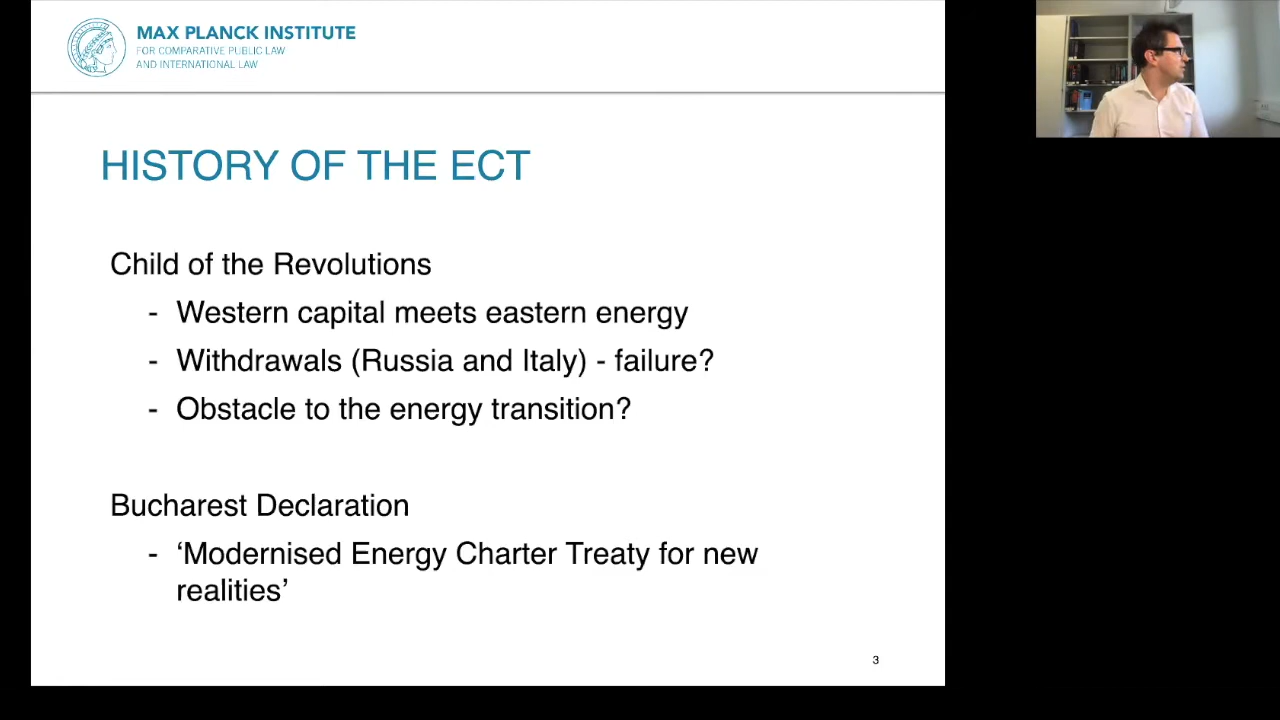 MAX PLANCK INSTITUTE
FOR COMPARATIVE PUBLIC LAW
AND INTERNATIONAL LAW
HISTORY OF THE ECT
Child of the Revolutions
- Western capital meets eastern energy
- Withdrawals (Russia and Italy) - failure?
- Obstacle to the energy transition?
Bucharest Declaration
- ‘Modernised Energy Charter Treaty for new
realities’
3